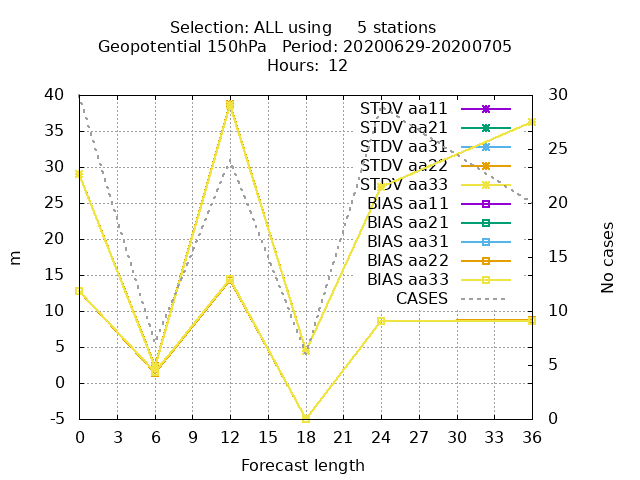 Selection: ALL using     5 stations
Geopotential 150hPa   Period: 20200629-20200705
Hours:  12
40
35
30
25
20
15
10
5
0
-5
m
30
25
20
15
10
5
0
No cases
STDV aa11
STDV aa21
STDV aa31
STDV aa22
STDV aa33
BIAS aa11
BIAS aa21
BIAS aa31
BIAS aa22
BIAS aa33
CASES
0 3 6 9 12 15 18 21 24 27 30 33 36
Forecast length